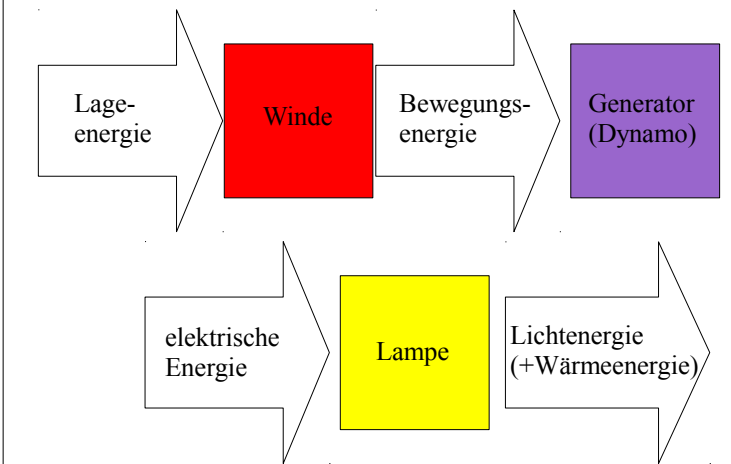 Lage-
energie
Winde
Bewegungs-
energie
Generator
(Dynamo)
elektrische
Energie
Lampe
Lichtenergie
(+Wärmeenergie)